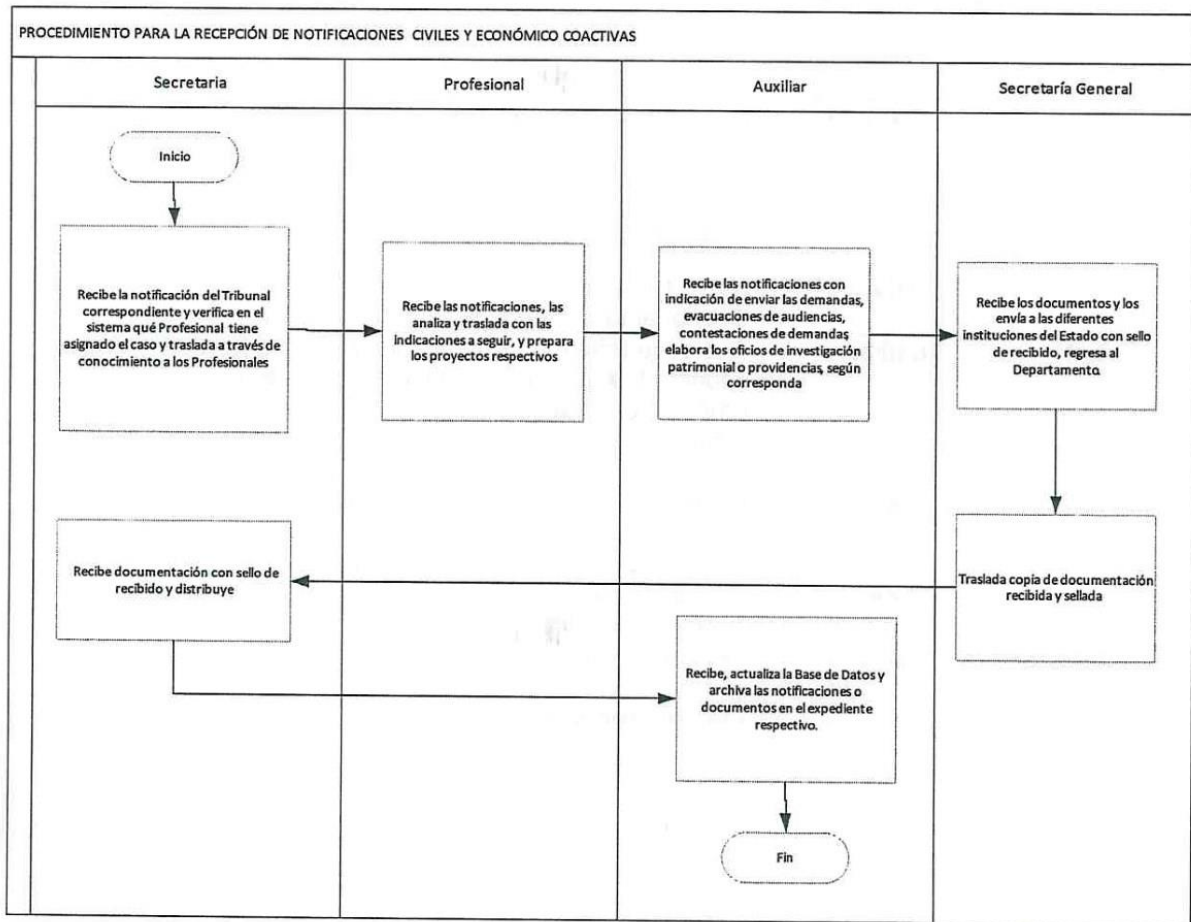 PROCEDIMIENTO PARA LA RECEPCIÓN DE NOTIFICACIONES CIVILES Y ECONÓMICO COACTIVAS
Secretaria
Profesional
Auxiliar
Secretaría General
Inicio
Recibe la notificación del Tribunal
correspondiente y verifica en el
sistema qué Profesional tiene
asignado el caso y traslada a través de
conocimiento a los Profesionales
Recibe las notificaciones, las
analiza y traslada con las
indicaciones a seguir, y prepara
los proyectos respectivos
Recibe las notificaciones con
indicación de enviar las demandas,
evacuaciones de audiencias,
contestaciones de demandas,
elabora los oficios de investigación
patrimonial o providencias, según
corresponda
Recibe los documentos y los
envía a las diferentes
instituciones del Estado con sello
de recibido, regresa al
Departamento.
Recibe documentación con sello de
recibido y distribuye
Traslada copia de documentación
recibida y sellada
Recibe, actualiza la Base de Datos y
archiva las notificaciones o
documentos en el expediente
respectivo.
Fin